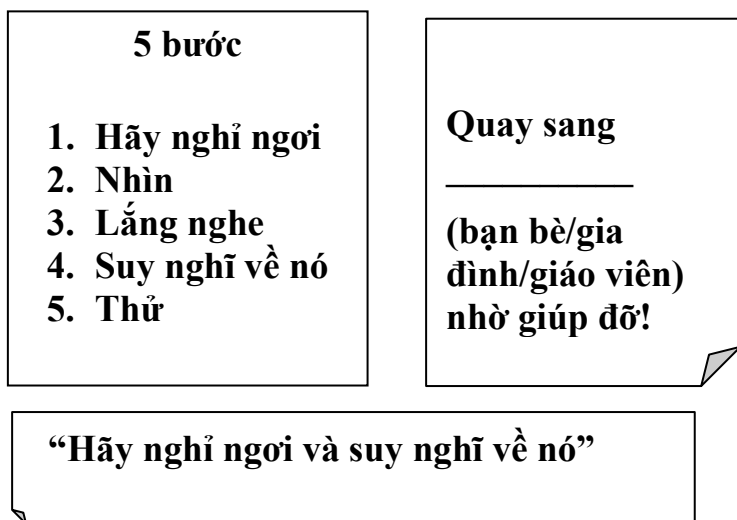 5 bước
1. Hãy nghỉ ngơi
2. Nhìn
3. Lắng nghe
4. Suy nghĩ về nó
5. Thử
Quay sang
___________
(bạn bè/gia
đình/giáo viên)
nhờ giúp đỡ!
“Hãy nghỉ ngơi và suy nghĩ về nó”